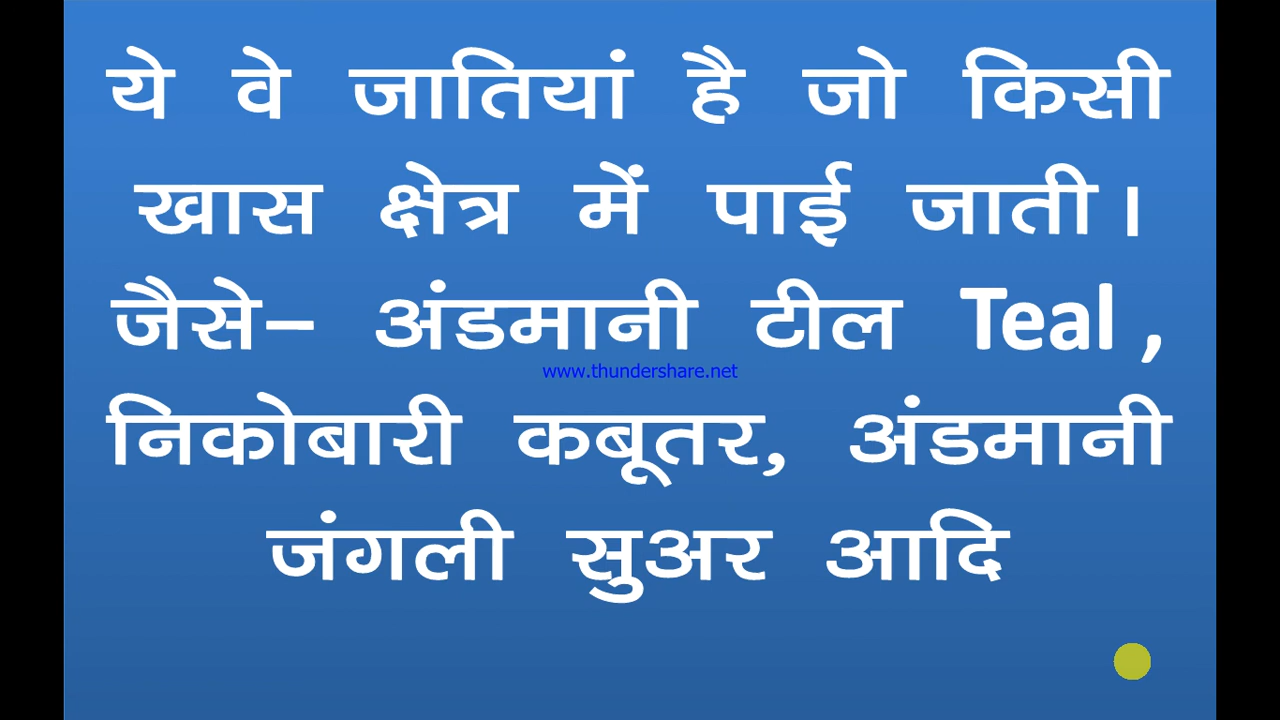 ये वे जातियां है जो किसी
खास क्षेत्र में पाई जाती।
जैसे– अंडमानी टील Teal ,
www.thundershare.net
निकोबारी कबूतर, अंडमानी
जंगली सुअर आदि